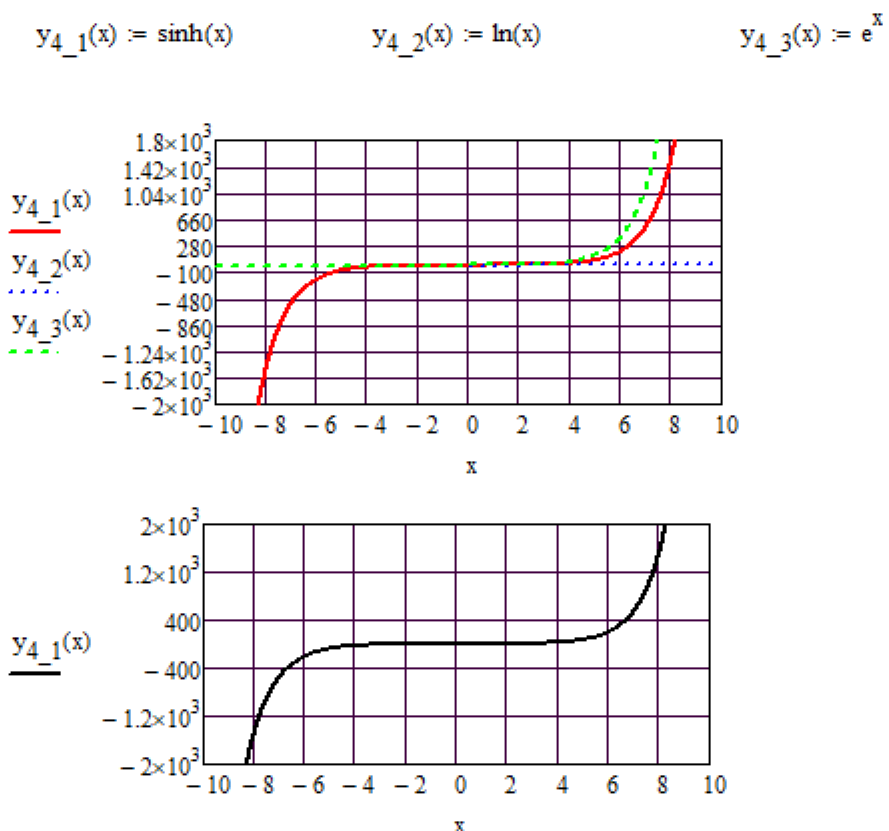 y4_1(x) := sinh(x) y4_2(x) := ln(x) y4_3(x) := e^x
1.8×10^3
1.42×10^3
1.04×10^3
660
280
−100
−480
−860
−1.24×10^3
−1.62×10^3
−2×10^3
y4_1(x)
y4_2(x)
y4_3(x)
−10 −8 −6 −4 −2 0 2 4 6 8 10
x
2×10^3
1.2×10^3
400
−400
−1.2×10^3
−2×10^3
y4_1(x)
−10 −8 −6 −4 −2 0 2 4 6 8 10
x